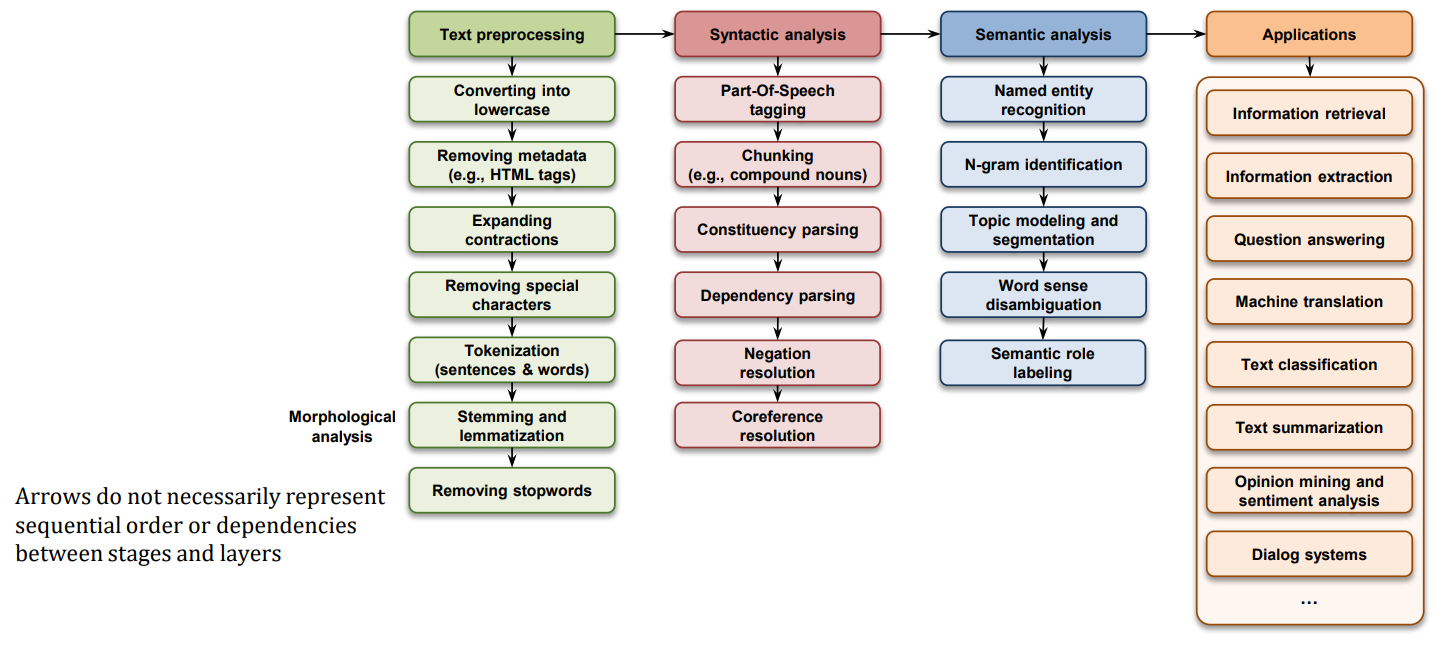 Text preprocessing
Converting into
lowercase
Removing metadata
(e.g., HTML tags)
Expanding
contractions
Removing special
characters
Tokenization
(sentences & words)
Morphological
analysis
Stemming and
lemmatization
Removing stopwords
Arrows do not necessarily represent
sequential order or dependencies
between stages and layers
Syntactic analysis
Part-Of-Speech
tagging
Chunking
(e.g., compound nouns)
Constituency parsing
Dependency parsing
Negation
resolution
Coreference
resolution
Semantic analysis
Named entity
recognition
N-gram identification
Topic modeling and
segmentation
Word sense
disambiguation
Semantic role
labeling
Applications
Information retrieval
Information extraction
Question answering
Machine translation
Text classification
Text summarization
Opinion mining and
sentiment analysis
Dialog systems
...